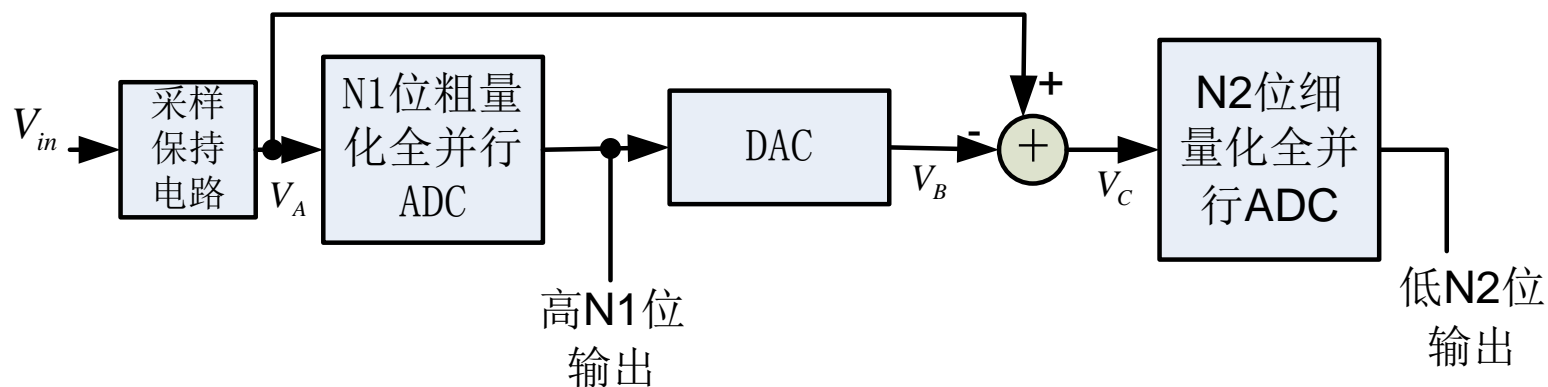 V_in
采样
保持
电路
V_A
N1位粗量
化全并行
ADC
高N1位
输出
DAC
V_B
-
+
+
V_C
N2位细
量化全并
行ADC
低N2位
输出